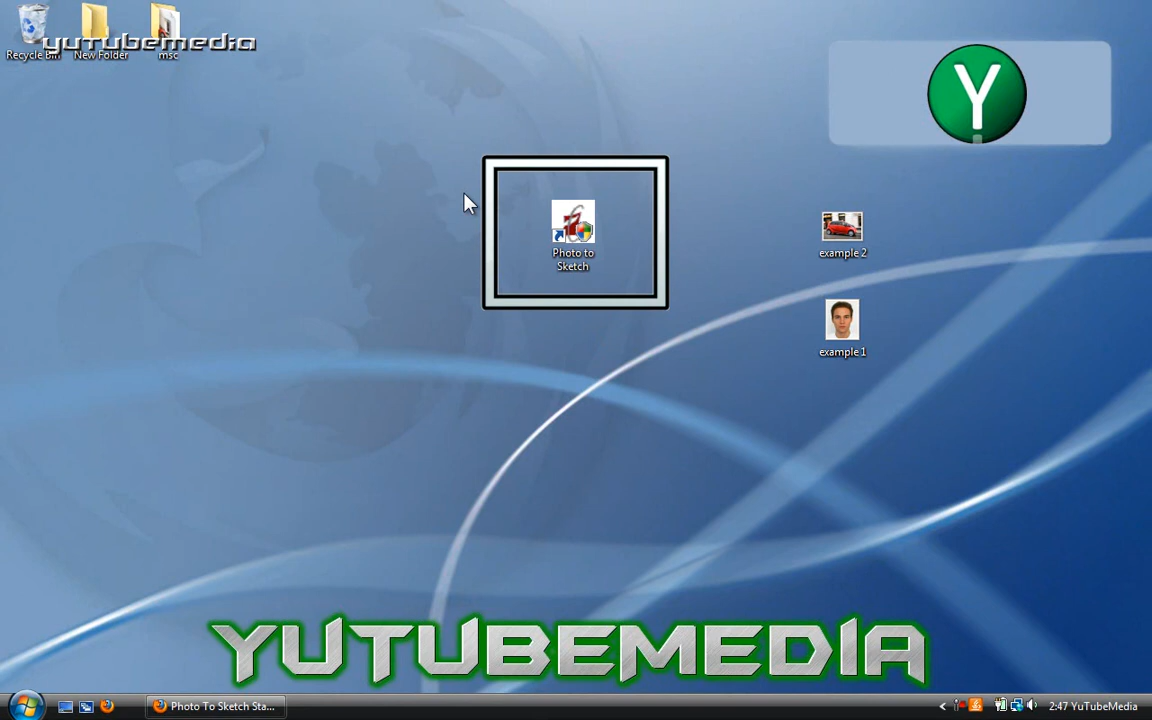 yutubemedia
Recycle Bin
New Folder
msc
Y
Photo to
Sketch
example 2
example 1
YUTUBEMEDIA
Photo To Sketch Sta...
2:47 YuTubeMedia